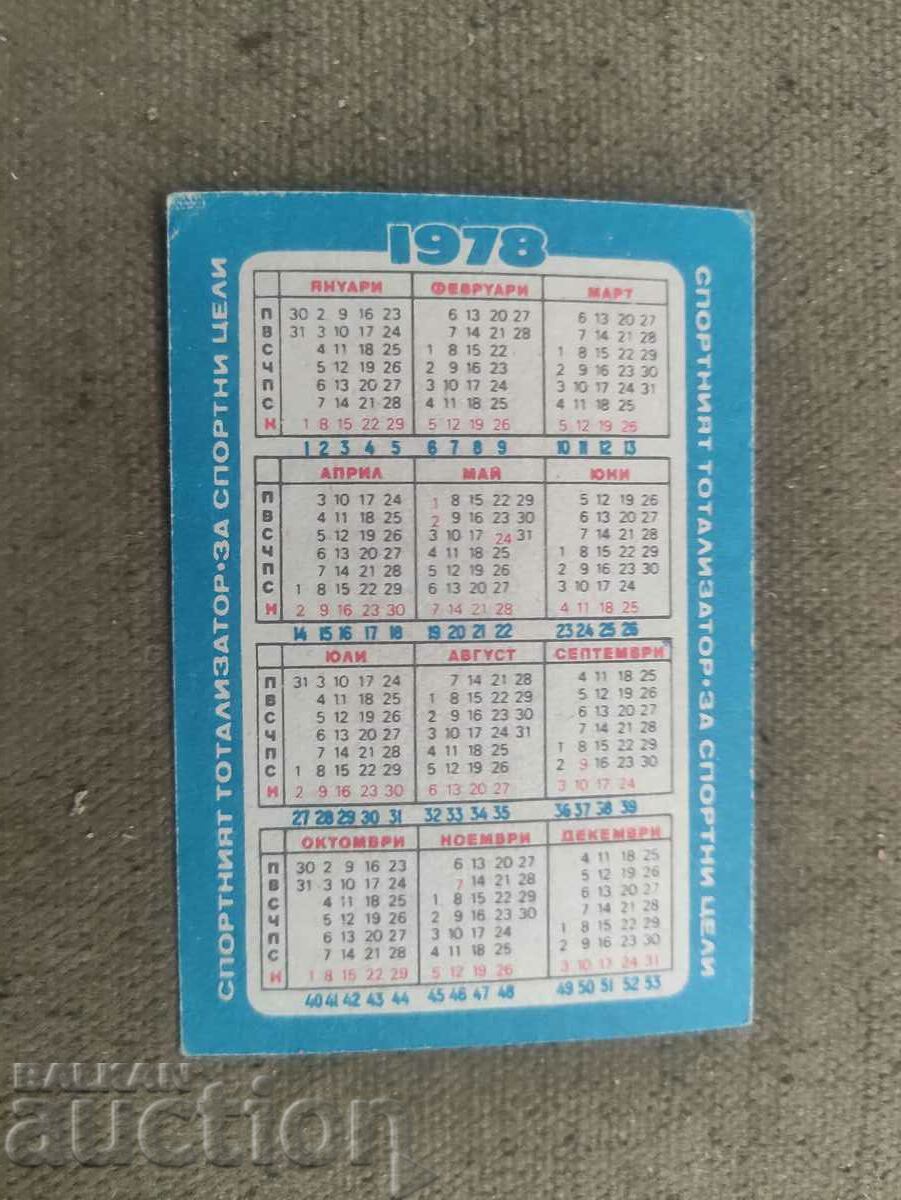 1978
СПОРТНИЯТ ТОТАЛИЗАТОР • ЗА СПОРТНИ ЦЕЛИ
ЯНУАРИ ФЕВРУАРИ МАРТ
П 30 2 9 16 23 6 13 20 27 6 13 20 27
В 31 3 10 17 24 7 14 21 28 7 14 21 28
С 4 11 18 25 1 8 15 22 1 8 15 22 29
Ч 5 12 19 26 2 9 16 23 2 9 16 23 30
П 6 13 20 27 3 10 17 24 3 10 17 24 31
С 7 14 21 28 4 11 18 25 4 11 18 25
Н 1 8 15 22 29 5 12 19 26 5 12 19 26
1 2 3 4 5 6 7 8 9 10 11 12 13
АПРИЛ МАЙ ЮНИ
П 3 10 17 24 1 8 15 22 29 5 12 19 26
В 4 11 18 25 2 9 16 23 30 6 13 20 27
С 5 12 19 26 3 10 17 24 31 7 14 21 28
Ч 6 13 20 27 4 11 18 25 1 8 15 22 29
П 7 14 21 28 5 12 19 26 2 9 16 23 30
С 1 8 15 22 29 6 13 20 27 3 10 17 24
Н 2 9 16 23 30 7 14 21 28 4 11 18 25
14 15 16 17 18 19 20 21 22 23 24 25 26
ЮЛИ АВГУСТ СЕПТЕМВРИ
П 31 3 10 17 24 7 14 21 28 4 11 18 25
В 4 11 18 25 1 8 15 22 29 5 12 19 26
С 5 12 19 26 2 9 16 23 30 6 13 20 27
Ч 6 13 20 27 3 10 17 24 31 7 14 21 28
П 7 14 21 28 4 11 18 25 1 8 15 22 29
С 1 8 15 22 29 5 12 19 26 2 9 16 23 30
Н 2 9 16 23 30 6 13 20 27 3 10 17 24
27 28 29 30 31 32 33 34 35 36 37 38 39
ОКТОМВРИ НОЕМВРИ ДЕКЕМВРИ
П 30 2 9 16 23 6 13 20 27 4 11 18 25
В 31 3 10 17 24 7 14 21 28 5 12 19 26
С 4 11 18 25 1 8 15 22 29 6 13 20 27
Ч 5 12 19 26 2 9 16 23 30 7 14 21 28
П 6 13 20 27 3 10 17 24 1 8 15 22 29
С 7 14 21 28 4 11 18 25 2 9 16 23 30
Н 1 8 15 22 29 5 12 19 26 3 10 17 24 31
40 41 42 43 44 45 46 47 48 49 50 51 52 53
СПОРТНИЯТ ТОТАЛИЗАТОР • ЗА СПОРТНИ ЦЕЛИ
BALKAN
auction